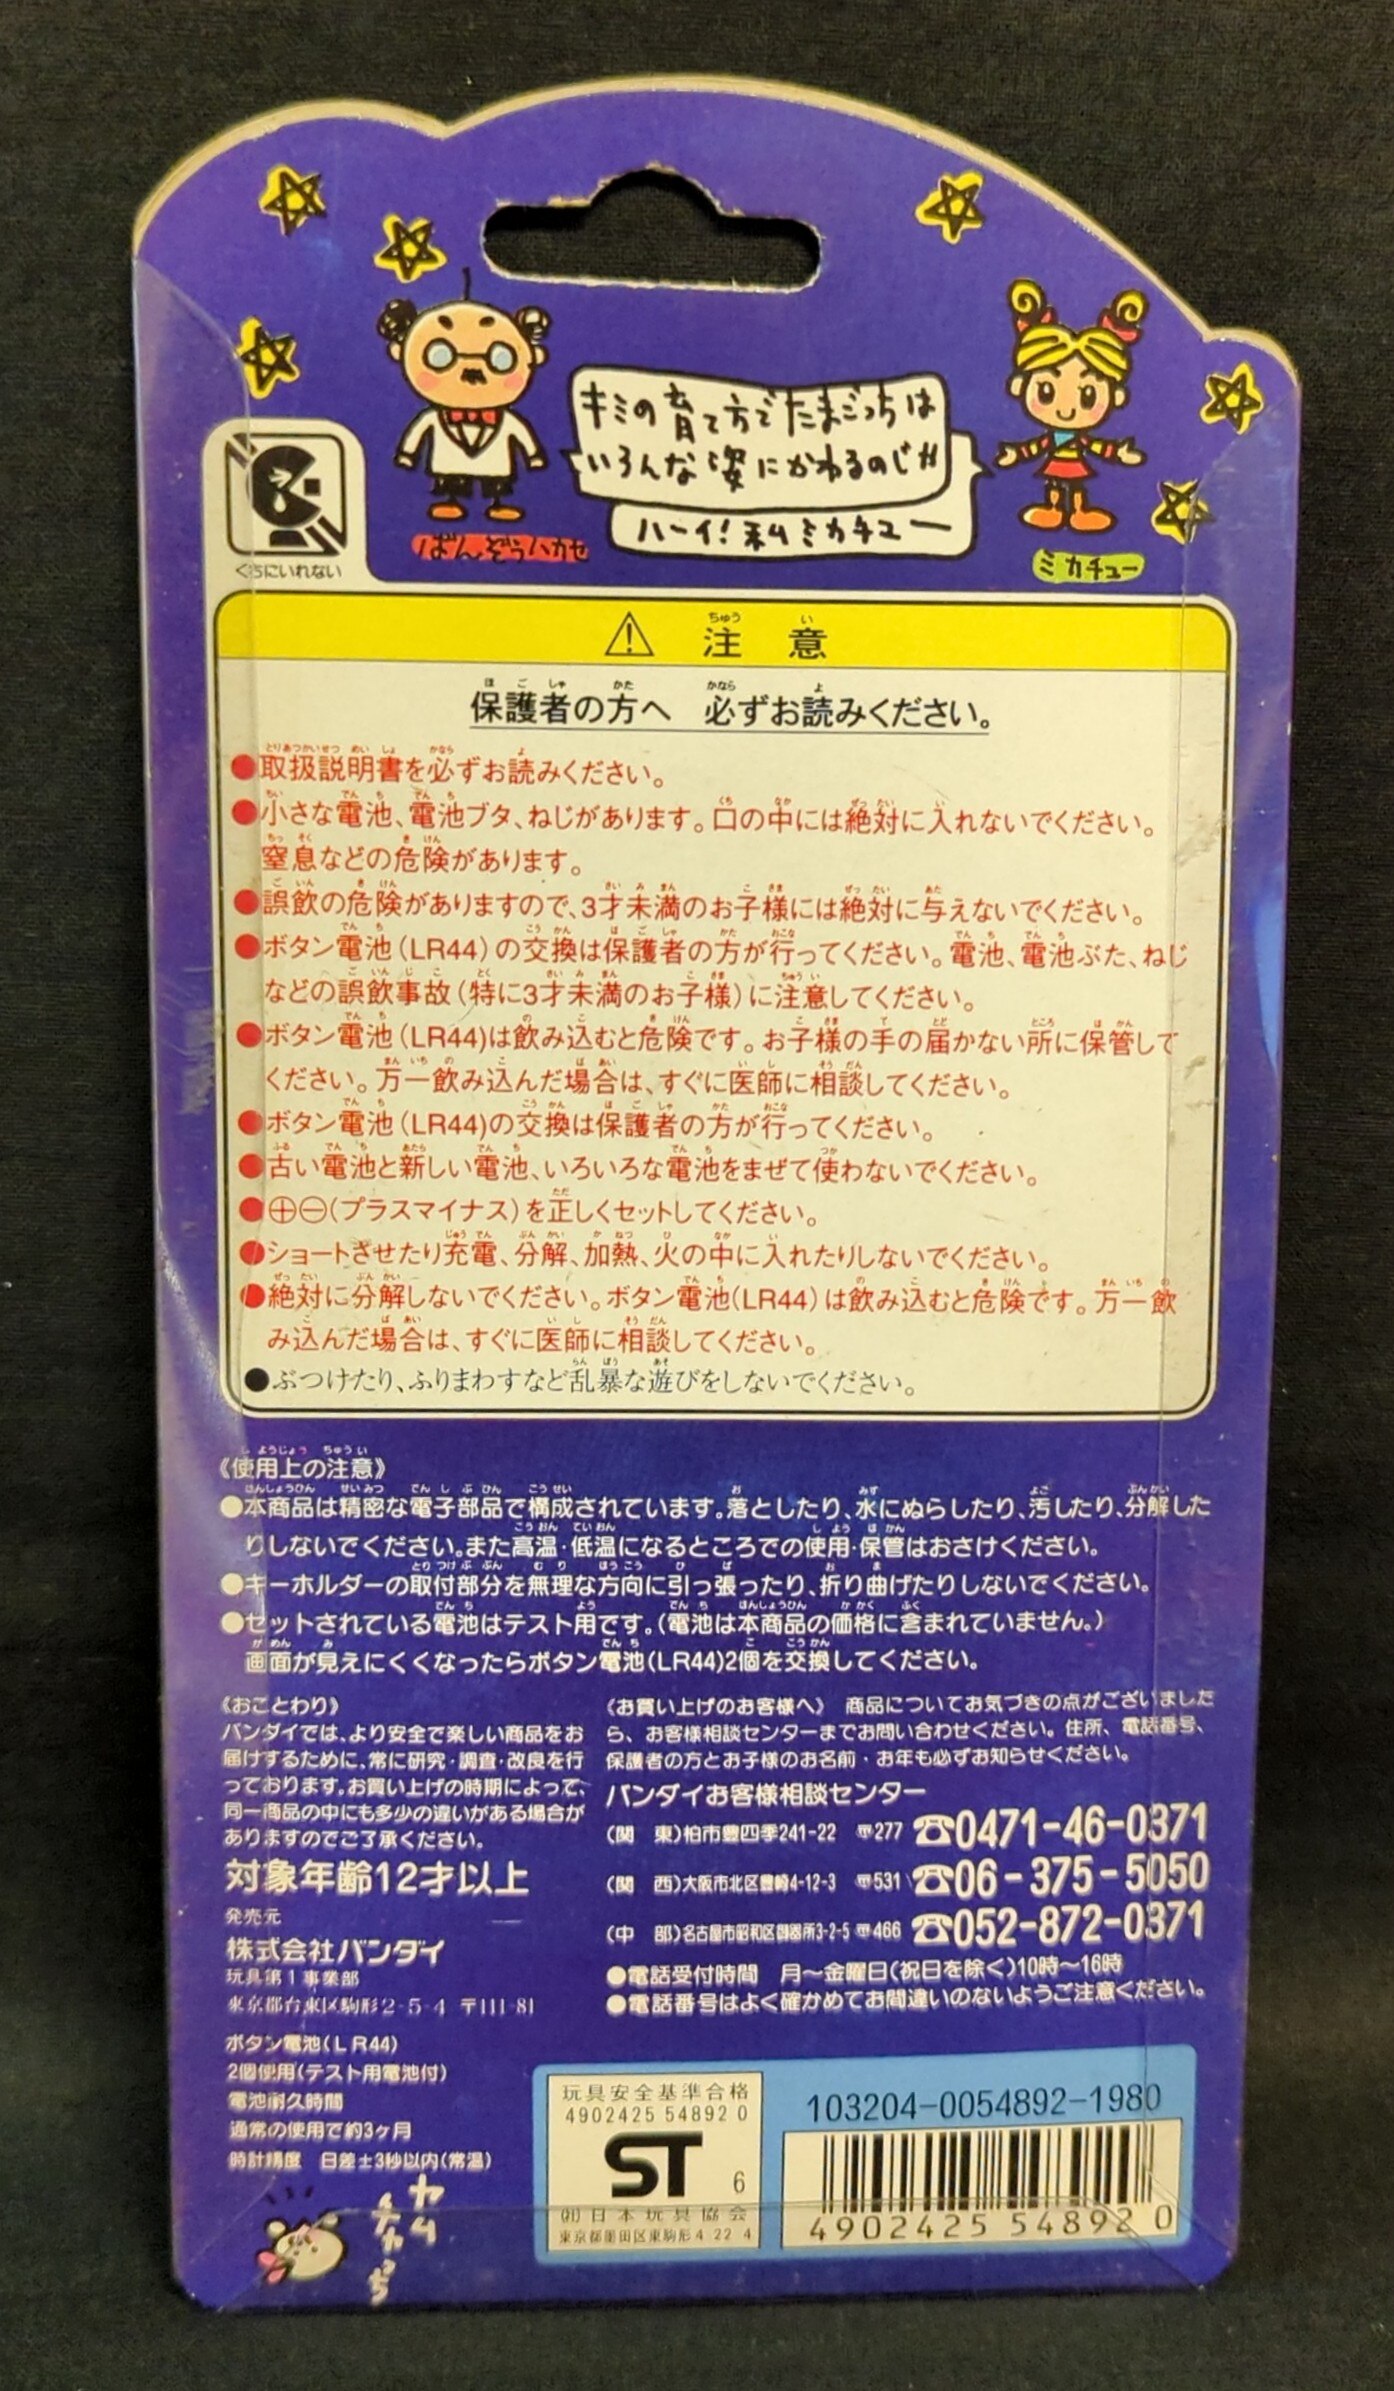 キミの育て方でたまごっちは
いろんな姿にかわるのじゃ
ハーイ!私ミカチュー
ばんぞうハカセ
ミカチュー
くちにいれない
注意
保護者の方へ 必ずお読みください。
●取扱説明書を必ずお読みください。
●小さな電池、電池ブタ、ねじがあります。口の中には絶対に入れないでください。
窒息などの危険があります。
●誤飲の危険がありますので、3才未満のお子様には絶対に与えないでください。
●ボタン電池(LR44)の交換は保護者の方が行ってください。電池、電池ぶた、ねじ
などの誤飲事故(特に3才未満のお子様)に注意してください。
●ボタン電池(LR44)は飲み込むと危険です。お子様の手の届かない所に保管して
ください。万一飲み込んだ場合は、すぐに医師に相談してください。
●ボタン電池(LR44)の交換は保護者の方が行ってください。
●古い電池と新しい電池、いろいろな電池をまぜて使わないでください。
●⊕⊖(プラスマイナス)を正しくセットしてください。
●ショートさせたり充電、分解、加熱、火の中に入れたりしないでください。
●絶対に分解しないでください。ボタン電池(LR44)は飲み込むと危険です。万一飲
み込んだ場合は、すぐに医師に相談してください。
●ぶつけたり、ふりまわすなど乱暴な遊びをしないでください。
《使用上の注意》
●本商品は精密な電子部品で構成されています。落としたり、水にぬらしたり、汚したり、分解した
りしないでください。また高温・低温になるところでの使用・保管はおさけください。
●キーホルダーの取付部分を無理な方向に引っ張ったり、折り曲げたりしないでください。
●セットされている電池はテスト用です。(電池は本商品の価格に含まれていません。)
画面が見えにくくなったらボタン電池(LR44)2個を交換してください。
《おことわり》
バンダイでは、より安全で楽しい商品をお
届けするために、常に研究・調査・改良を行
っております。お買い上げの時期によって、
同一商品の中にも多少の違いがある場合が
ありますのでご了承ください。
対象年齢12才以上
発売元
株式会社バンダイ
玩具第1事業部
東京都台東区駒形2-5-4 〒111-81
ボタン電池(LR44)
2個使用(テスト用電池付)
電池耐久時間
通常の使用で約3ヶ月
時計精度 日差±3秒以内(常温)
《お買い上げのお客様へ》 商品についてお気づきの点がございました
ら、お客様相談センターまでお問い合わせください。住所、電話番号、
保護者の方とお子様のお名前・お年も必ずお知らせください。
バンダイお客様相談センター
(関 東)柏市豊四季241-22 〒277 ☎0471-46-0371
(関 西)大阪市北区豊崎4-12-3 〒531 ☎06-375-5050
(中 部)名古屋市昭和区御器所3-2-5 〒466 ☎052-872-0371
●電話受付時間 月〜金曜日(祝日を除く)10時〜16時
●電話番号はよく確かめてお間違いのないようご注意ください。
玩具安全基準合格
4902425 54892 0
ST
6
(社)日本玩具協会
東京都墨田区東駒形4 22 4
103204-0054892-1980
4902425 548920